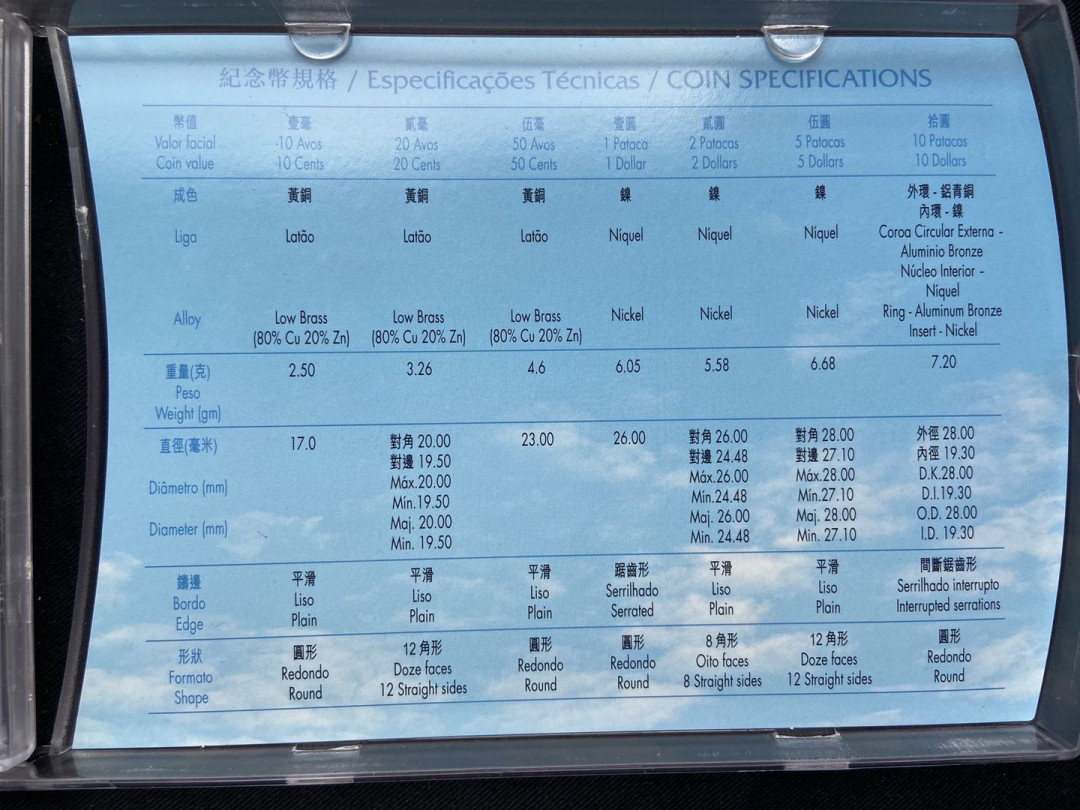 紀念幣規格 / Especificações Técnicas / COIN SPECIFICATIONS
幣值 壹毫 貳毫 伍毫 壹圓 貳圓 伍圓 拾圓
Valor facial 10 Avos 20 Avos 50 Avos 1 Pataca 2 Patacas 5 Patacas 10 Patacas
Coin value 10 Cents 20 Cents 50 Cents 1 Dollar 2 Dollars 5 Dollars 10 Dollars
成色 黃銅 黃銅 黃銅 鎳 鎳 鎳 外環 - 鋁青銅
內環 - 鎳
Liga Latão Latão Latão Níquel Níquel Níquel Coroa Circular Externa -
Aluminio Bronze
Núcleo Interior -
Níquel
Alloy Low Brass Low Brass Low Brass Nickel Nickel Nickel Ring - Aluminum Bronze
(80% Cu 20% Zn) (80% Cu 20% Zn) (80% Cu 20% Zn) Insert - Nickel
重量(克) 2.50 3.26 4.6 6.05 5.58 6.68 7.20
Peso
Weight (gm)
直徑(毫米) 17.0 對角 20.00 23.00 26.00 對角 26.00 對角 28.00 外徑 28.00
對邊 19.50 對邊 24.48 對邊 27.10 內徑 19.30
Diâmetro (mm) Máx.20.00 Máx.26.00 Máx.28.00 D.K.28.00
Mín.19.50 Mín.24.48 Mín.27.10 D.I.19.30
Diameter (mm) Maj. 20.00 Maj. 26.00 Maj. 28.00 O.D. 28.00
Min. 19.50 Min. 24.48 Min. 27.10 I.D. 19.30
鑄邊 平滑 平滑 平滑 踞齒形 平滑 平滑 間斷鋸齒形
Bordo Liso Liso Liso Serrilhado Liso Liso Serrilhado interrupto
Edge Plain Plain Plain Serrated Plain Plain Interrupted serrations
形狀 圓形 12 角形 圓形 圓形 8 角形 12 角形 圓形
Formato Redondo Doze faces Redondo Redondo Oito faces Doze faces Redondo
Shape Round 12 Straight sides Round Round 8 Straight sides 12 Straight sides Round